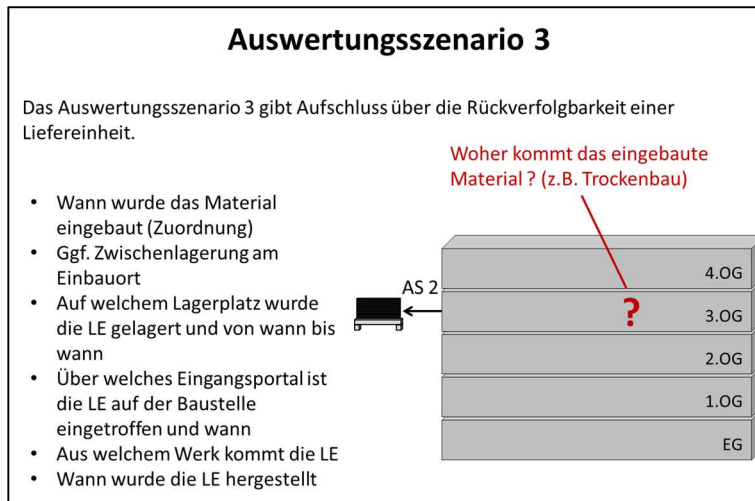 Auswertungsszenario 3
Das Auswertungsszenario 3 gibt Aufschluss über die Rückverfolgbarkeit einer
Liefereinheit.
Woher kommt das eingebaute
Material ? (z.B. Trockenbau)
• Wann wurde das Material
eingebaut (Zuordnung)
• Ggf. Zwischenlagerung am
Einbauort
• Auf welchem Lagerplatz wurde
die LE gelagert und von wann bis
wann
• Über welches Eingangsportal ist
die LE auf der Baustelle
eingetroffen und wann
• Aus welchem Werk kommt die LE
• Wann wurde die LE hergestellt
AS 2
4.OG
?
3.OG
2.OG
1.OG
EG